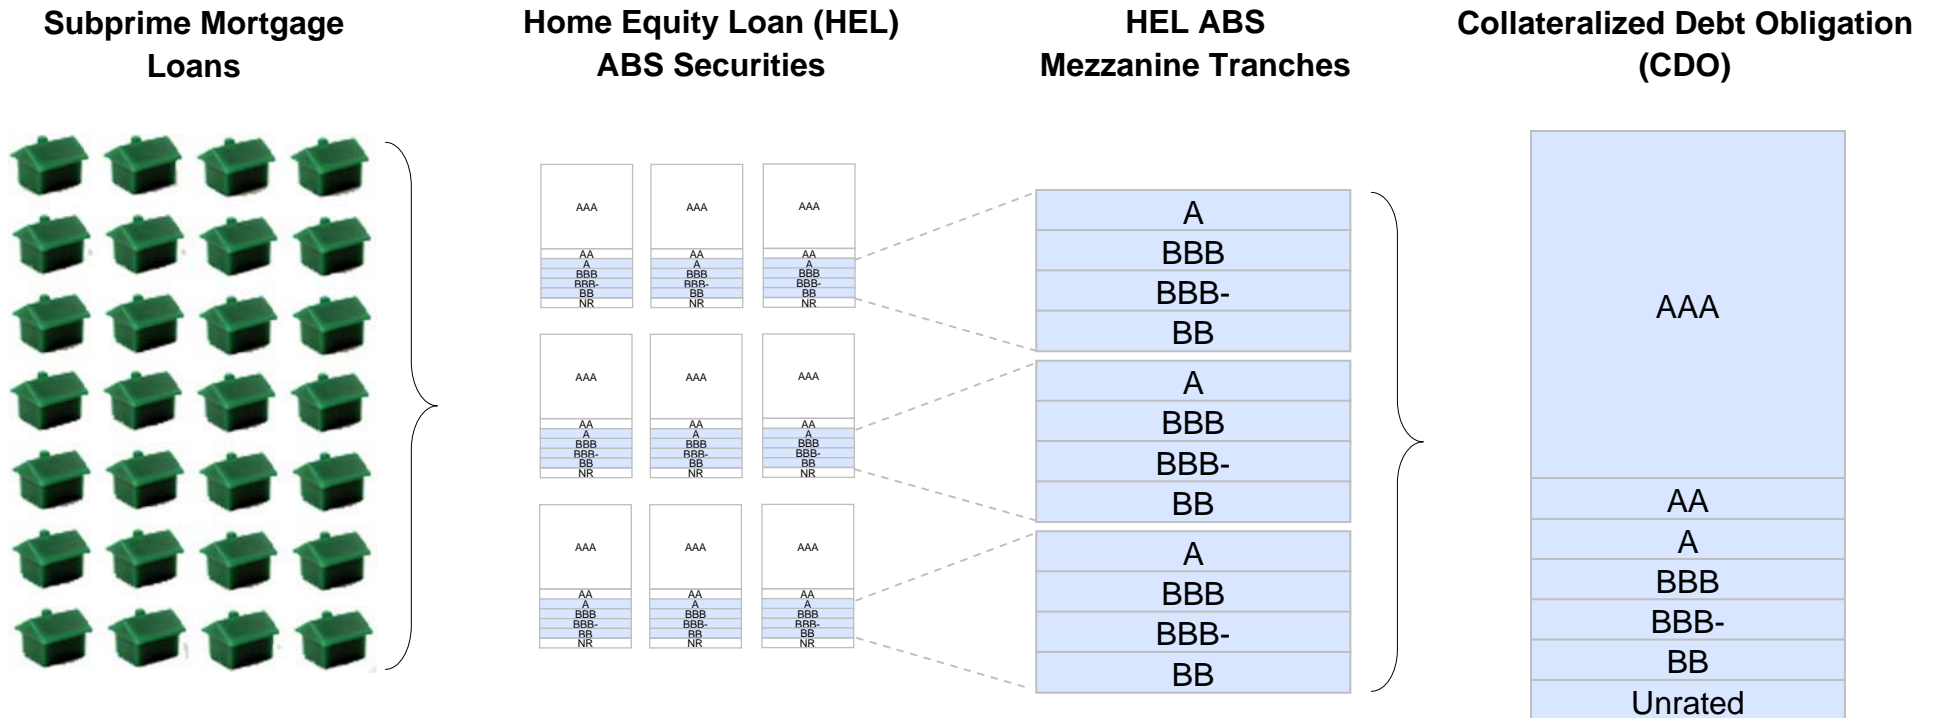 Subprime Mortgage
Loans
Home Equity Loan (HEL)
ABS Securities
HEL ABS
Mezzanine Tranches
Collateralized Debt Obligation
(CDO)
AAA
AA
A
BBB
BBB-
BB
NR
AAA
AA
A
BBB
BBB-
BB
NR
AAA
AA
A
BBB
BBB-
BB
NR
AAA
AA
A
BBB
BBB-
BB
NR
AAA
AA
A
BBB
BBB-
BB
NR
AAA
AA
A
BBB
BBB-
BB
NR
AAA
AA
A
BBB
BBB-
BB
NR
AAA
AA
A
BBB
BBB-
BB
NR
AAA
AA
A
BBB
BBB-
BB
NR
A
BBB
BBB-
BB
A
BBB
BBB-
BB
A
BBB
BBB-
BB
AAA
AA
A
BBB
BBB-
BB
Unrated